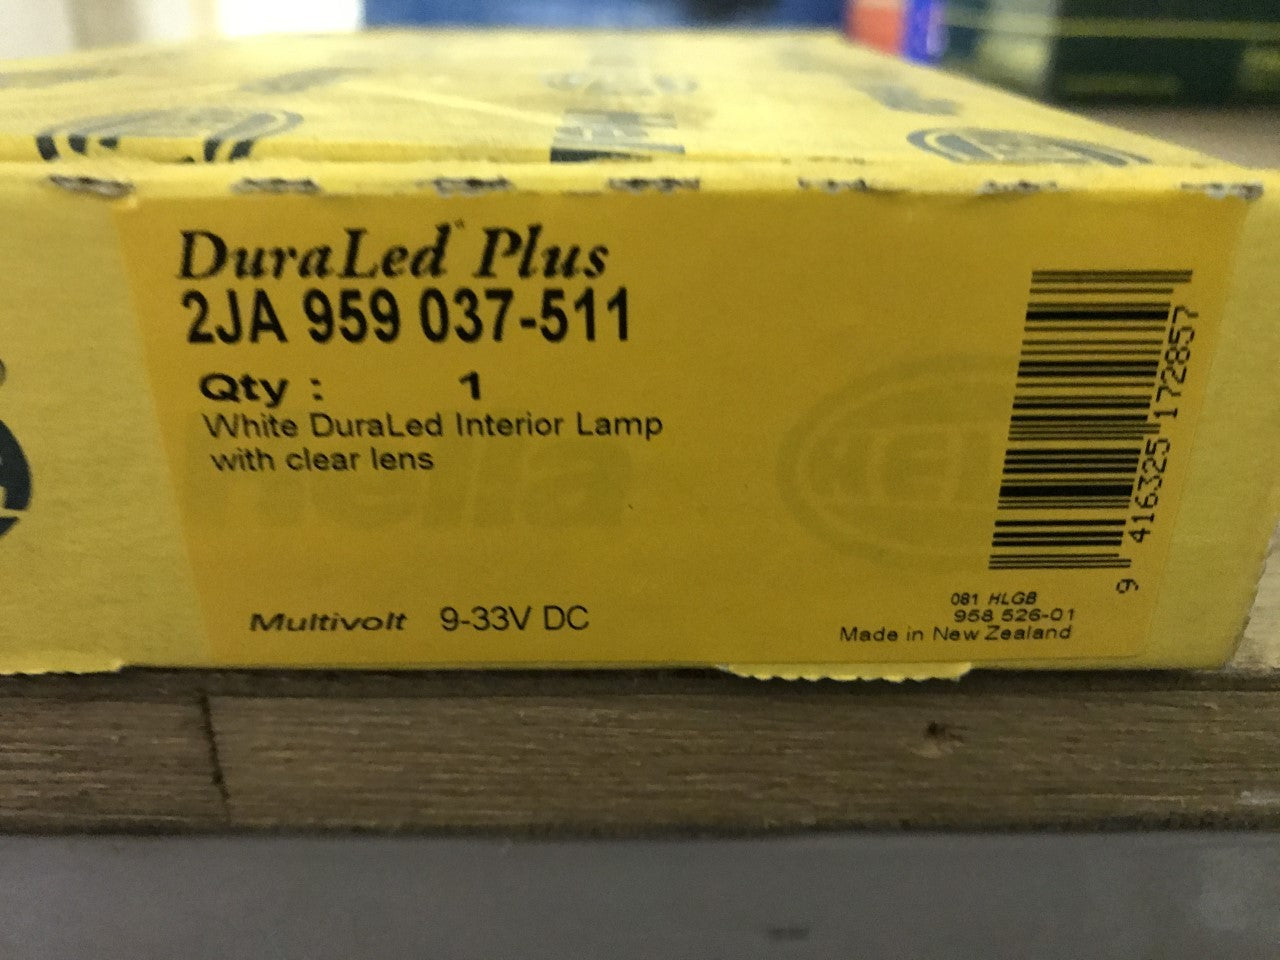 DuraLed™ Plus
2JA 959 037-511
Qty : 1
White DuraLed Interior Lamp
with clear lens
Multivolt 9-33V DC
9 416325 172857
081 HLGB
958 526-01
Made in New Zealand